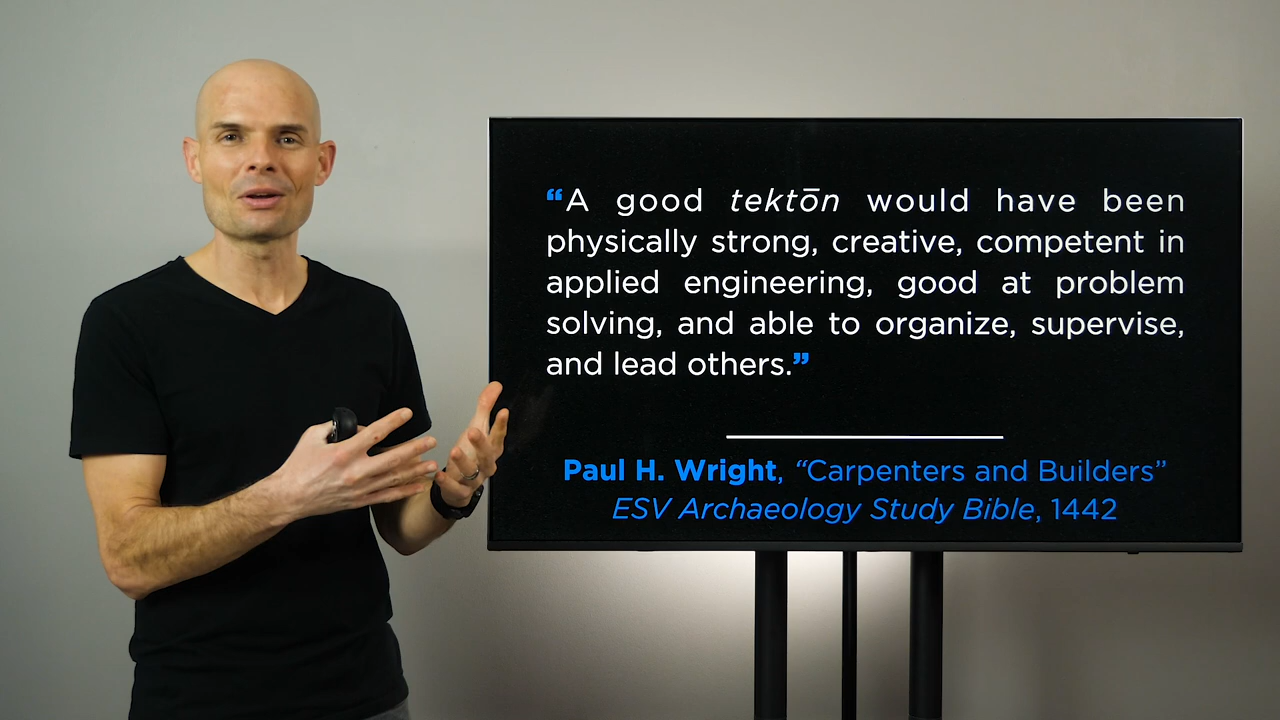 “A good tektōn would have been
physically strong, creative, competent in
applied engineering, good at problem
solving, and able to organize, supervise,
and lead others.”
Paul H. Wright, “Carpenters and Builders”
ESV Archaeology Study Bible, 1442